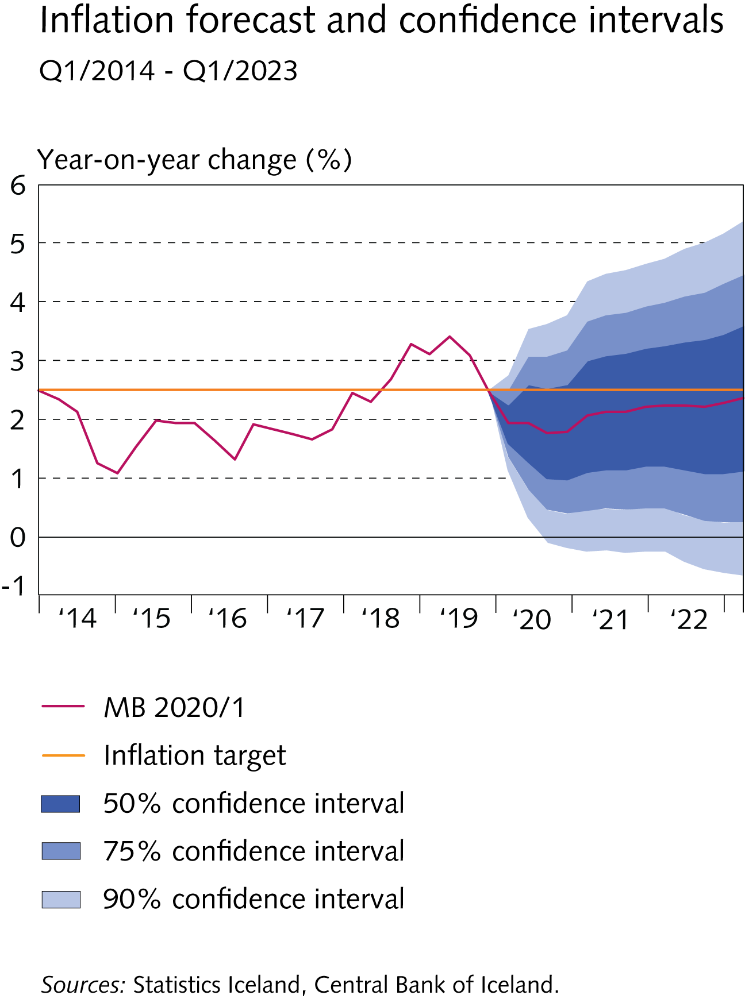 Inflation forecast and confidence intervals
Q1/2014 - Q1/2023
Year-on-year change (%)
6
5
4
3
2
1
0
-1
‘14 ‘15 ‘16 ‘17 ‘18 ‘19 ‘20 ‘21 ‘22
MB 2020/1
Inflation target
50% confidence interval
75% confidence interval
90% confidence interval
Sources: Statistics Iceland, Central Bank of Iceland.